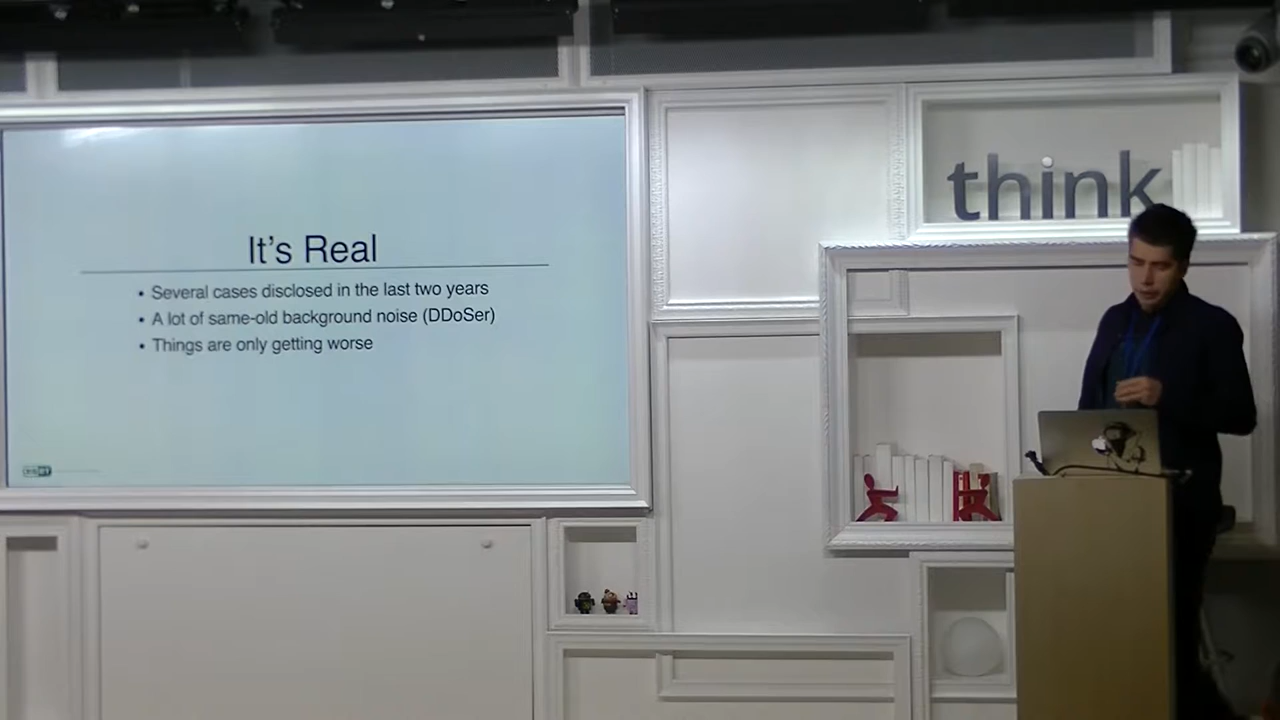 It's Real
• Several cases disclosed in the last two years
• A lot of same-old background noise (DDoSer)
• Things are only getting worse
eset
think